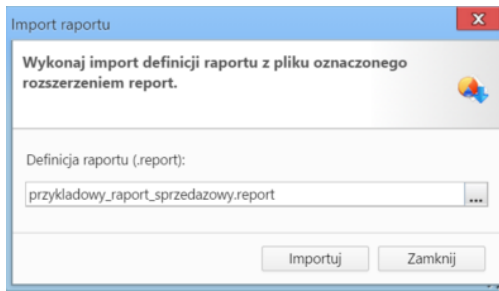 Import raportu
Wykonaj import definicji raportu z pliku oznaczonego
rozszerzeniem report.
Definicja raportu (.report):
przykladowy_raport_sprzedazowy.report
...
Importuj
Zamknij